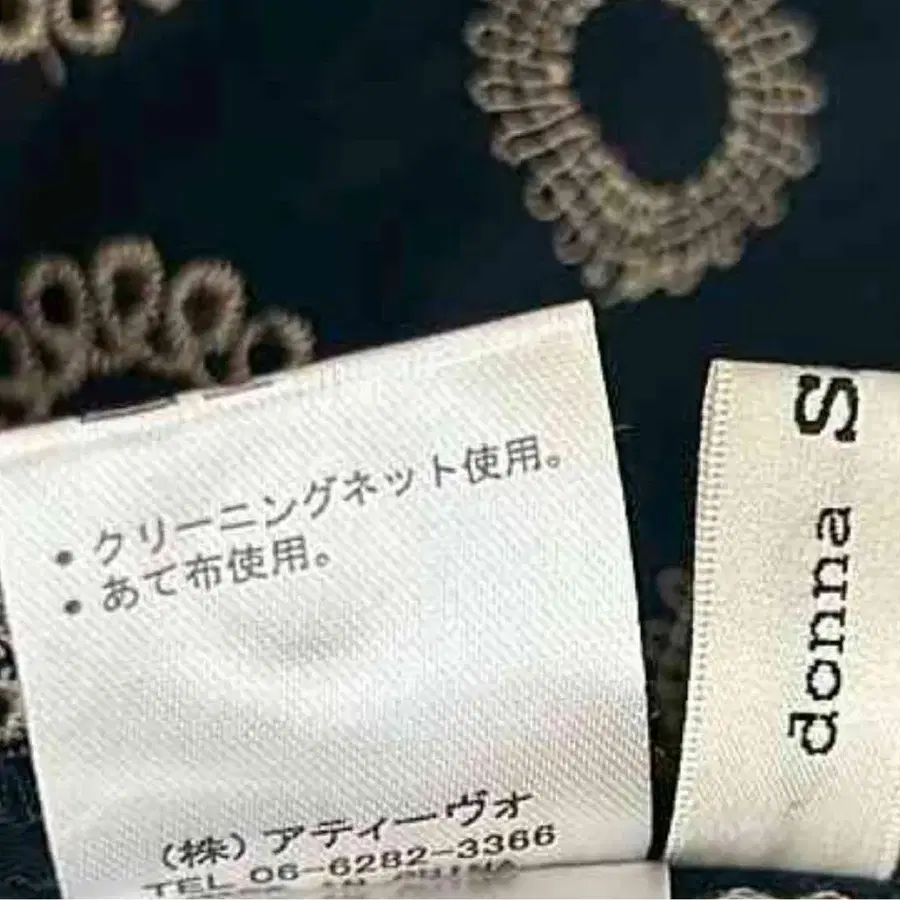 • クリーニングネット使用。
• あて布使用。
(株) アティーヴォ
TEL 06-6282-3366
donna S